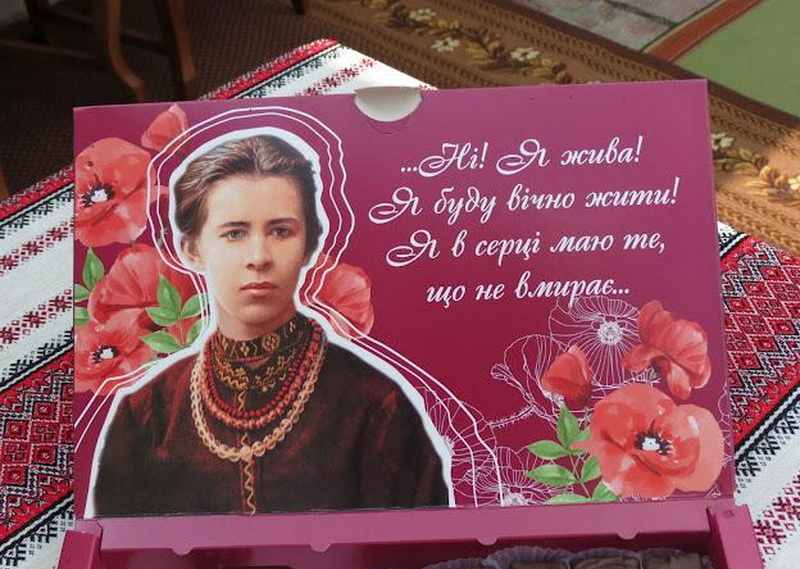 ...Ні! Я жива!
Я буду вічно жити!
Я в серці маю те,
що не вмирає...